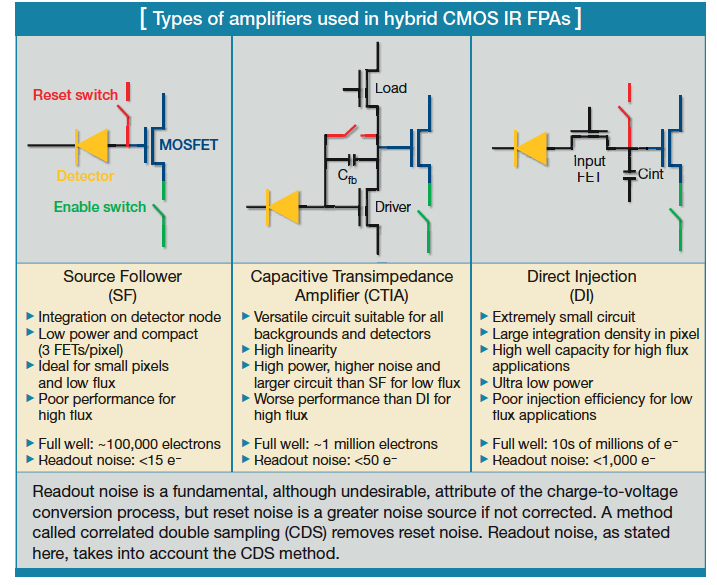 [ Types of amplifiers used in hybrid CMOS IR FPAs ]
Reset switch
MOSFET
Detector
Enable switch
Load
Cfb
Driver
Input
FET
Cint
Source Follower
(SF)
▶ Integration on detector node
▶ Low power and compact
(3 FETs/pixel)
▶ Ideal for small pixels
and low flux
▶ Poor performance for
high flux
▶ Full well: ~100,000 electrons
▶ Readout noise: <15 e⁻
Capacitive Transimpedance
Amplifier (CTIA)
▶ Versatile circuit suitable for all
backgrounds and detectors
▶ High linearity
▶ High power, higher noise and
larger circuit than SF for low flux
▶ Worse performance than DI for
high flux
▶ Full well: ~1 million electrons
▶ Readout noise: <50 e⁻
Direct Injection
(DI)
▶ Extremely small circuit
▶ Large integration density in pixel
▶ High well capacity for high flux
applications
▶ Ultra low power
▶ Poor injection efficiency for low
flux applications
▶ Full well: 10s of millions of e⁻
▶ Readout noise: <1,000 e⁻
Readout noise is a fundamental, although undesirable, attribute of the charge-to-voltage
conversion process, but reset noise is a greater noise source if not corrected. A method
called correlated double sampling (CDS) removes reset noise. Readout noise, as stated
here, takes into account the CDS method.